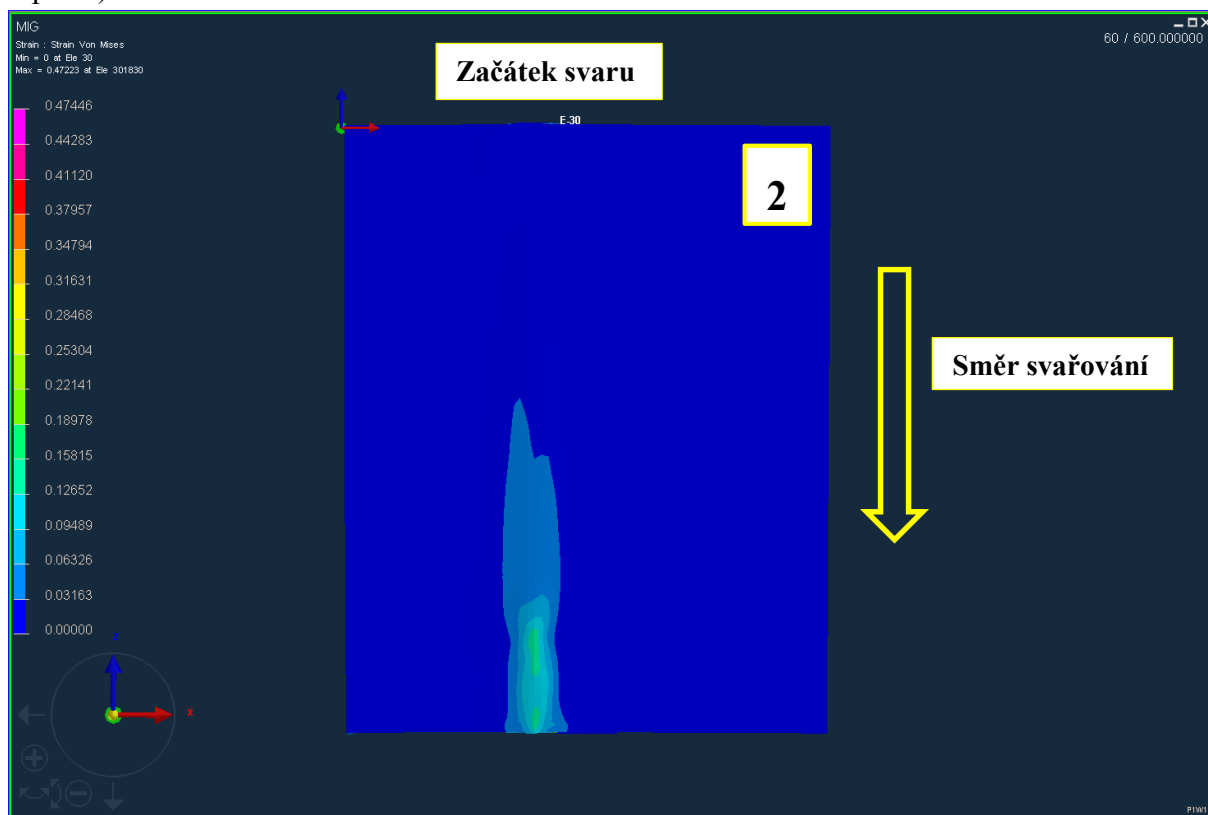 MIG
Strain : Strain Von Mises
Min = 0 at Ele 30
Max = 0.47223 at Ele 301830
60 / 600.000000
Začátek svaru
E-30
2
0.47446
0.44283
0.41120
0.37957
0.34794
0.31631
0.28468
0.25304
0.22141
0.18978
0.15815
0.12652
0.09489
0.06326
0.03163
0.00000
Směr svařování
X
P1W1